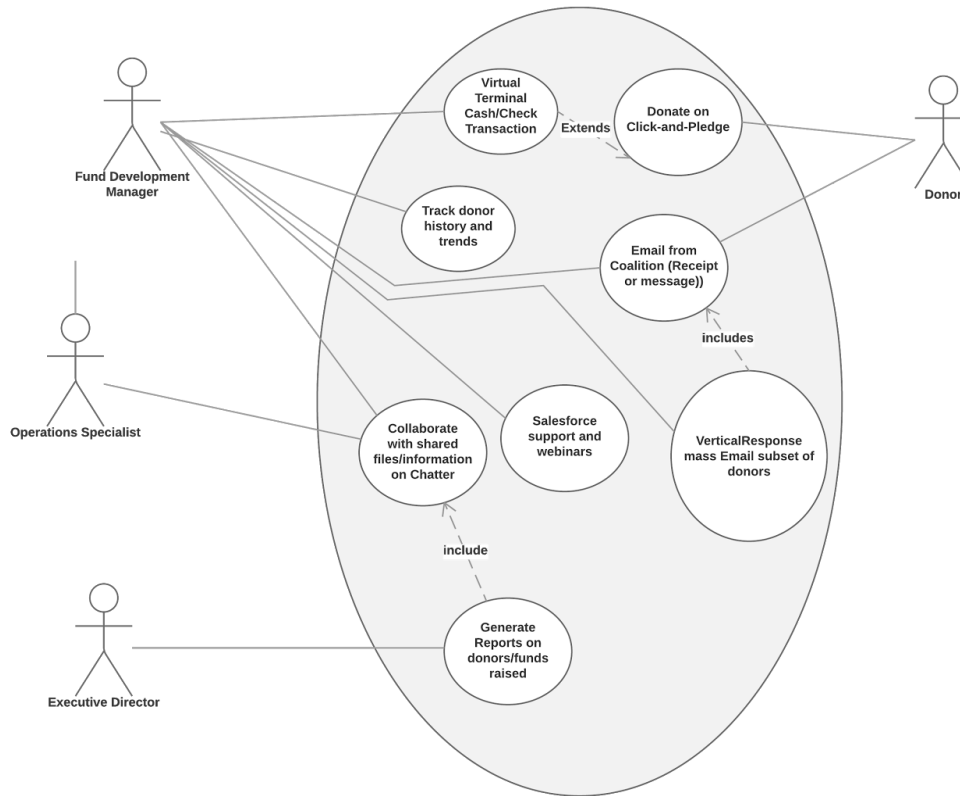 Virtual
Terminal
Cash/Check
Transaction
Extends
Donate on
Click-and-Pledge
Fund Development
Manager
Donor
Track donor
history and
trends
Email from
Coalition (Receipt
or message))
includes
Operations Specialist
Collaborate
with shared
files/information
on Chatter
Salesforce
support and
webinars
VerticalResponse
mass Email subset of
donors
include
Generate
Reports on
donors/funds
raised
Executive Director